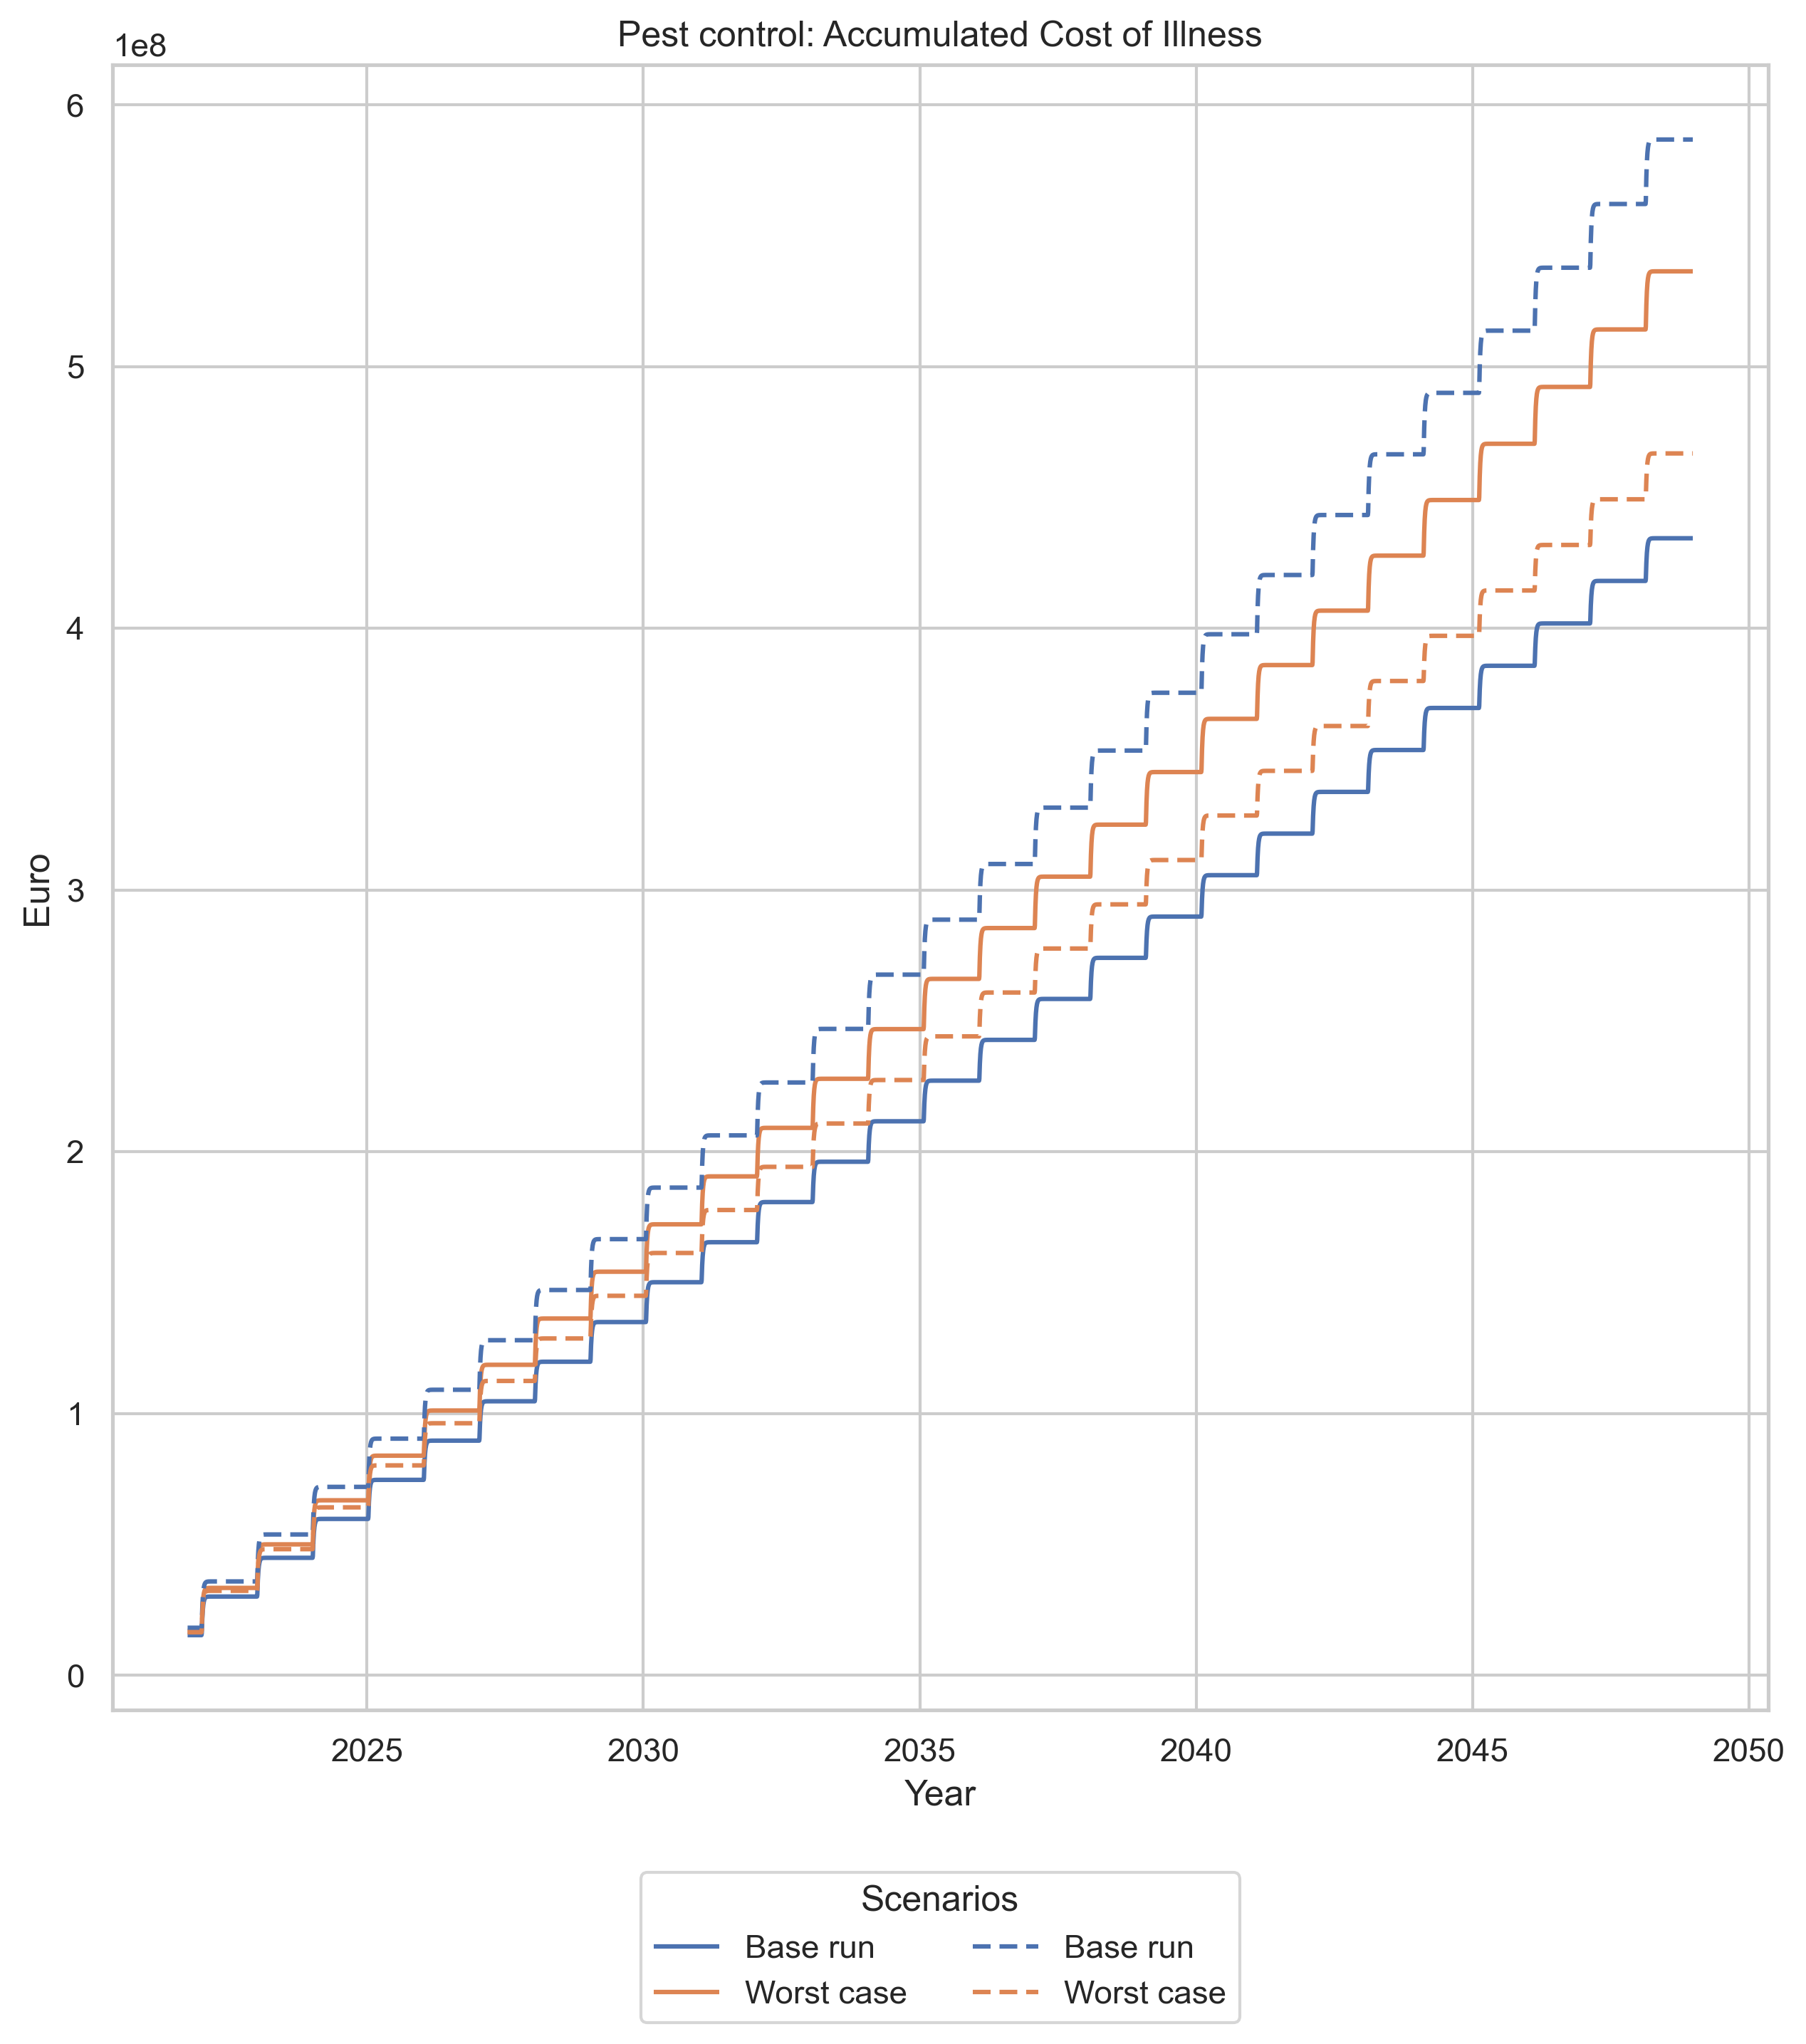 Pest control: Accumulated Cost of Illness
1e8
6
5
4
3
2
1
0
Euro
2025 2030 2035 2040 2045 2050
Year
Scenarios
Base run Base run
Worst case Worst case